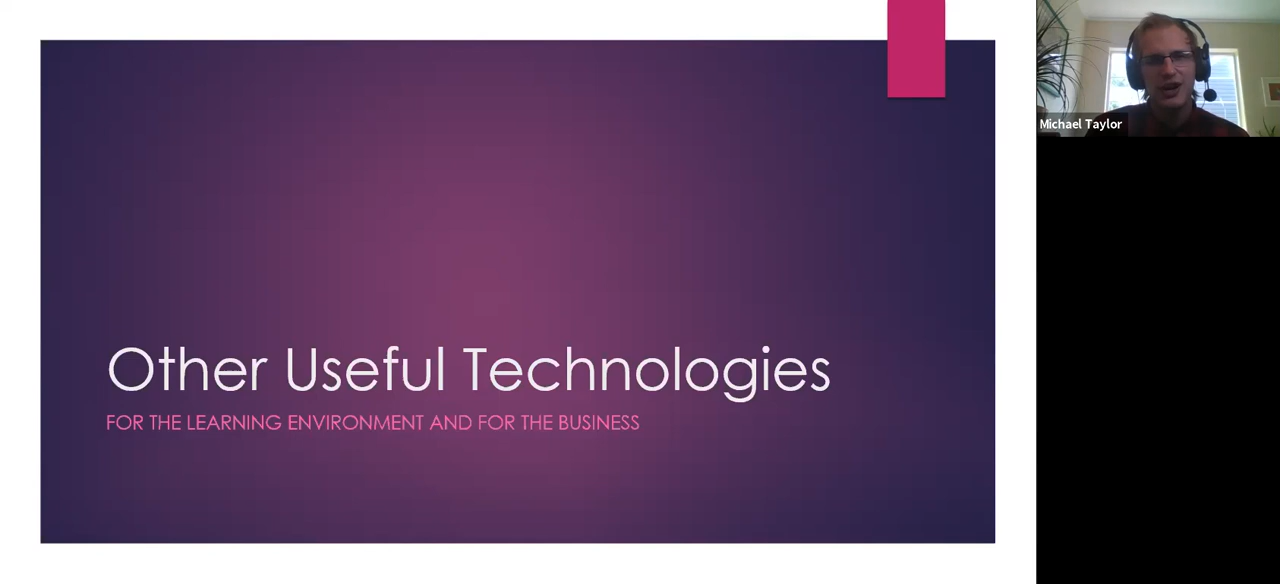 Other Useful Technologies
FOR THE LEARNING ENVIRONMENT AND FOR THE BUSINESS
Michael Taylor